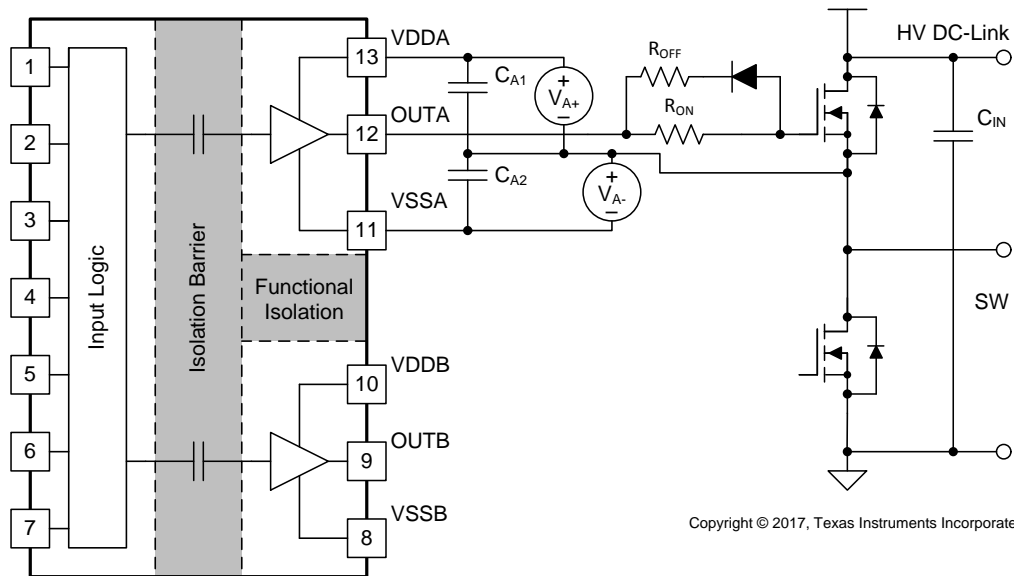 1
2
3
4
5
6
7
Input Logic
Isolation Barrier
Functional
Isolation
13
12
11
10
9
8
VDDA
OUTA
VSSA
VDDB
OUTB
VSSB
CA1
CA2
VA+
+
−
VA-
+
−
ROFF
RON
HV DC-Link
CIN
SW
Copyright © 2017, Texas Instruments Incorporate